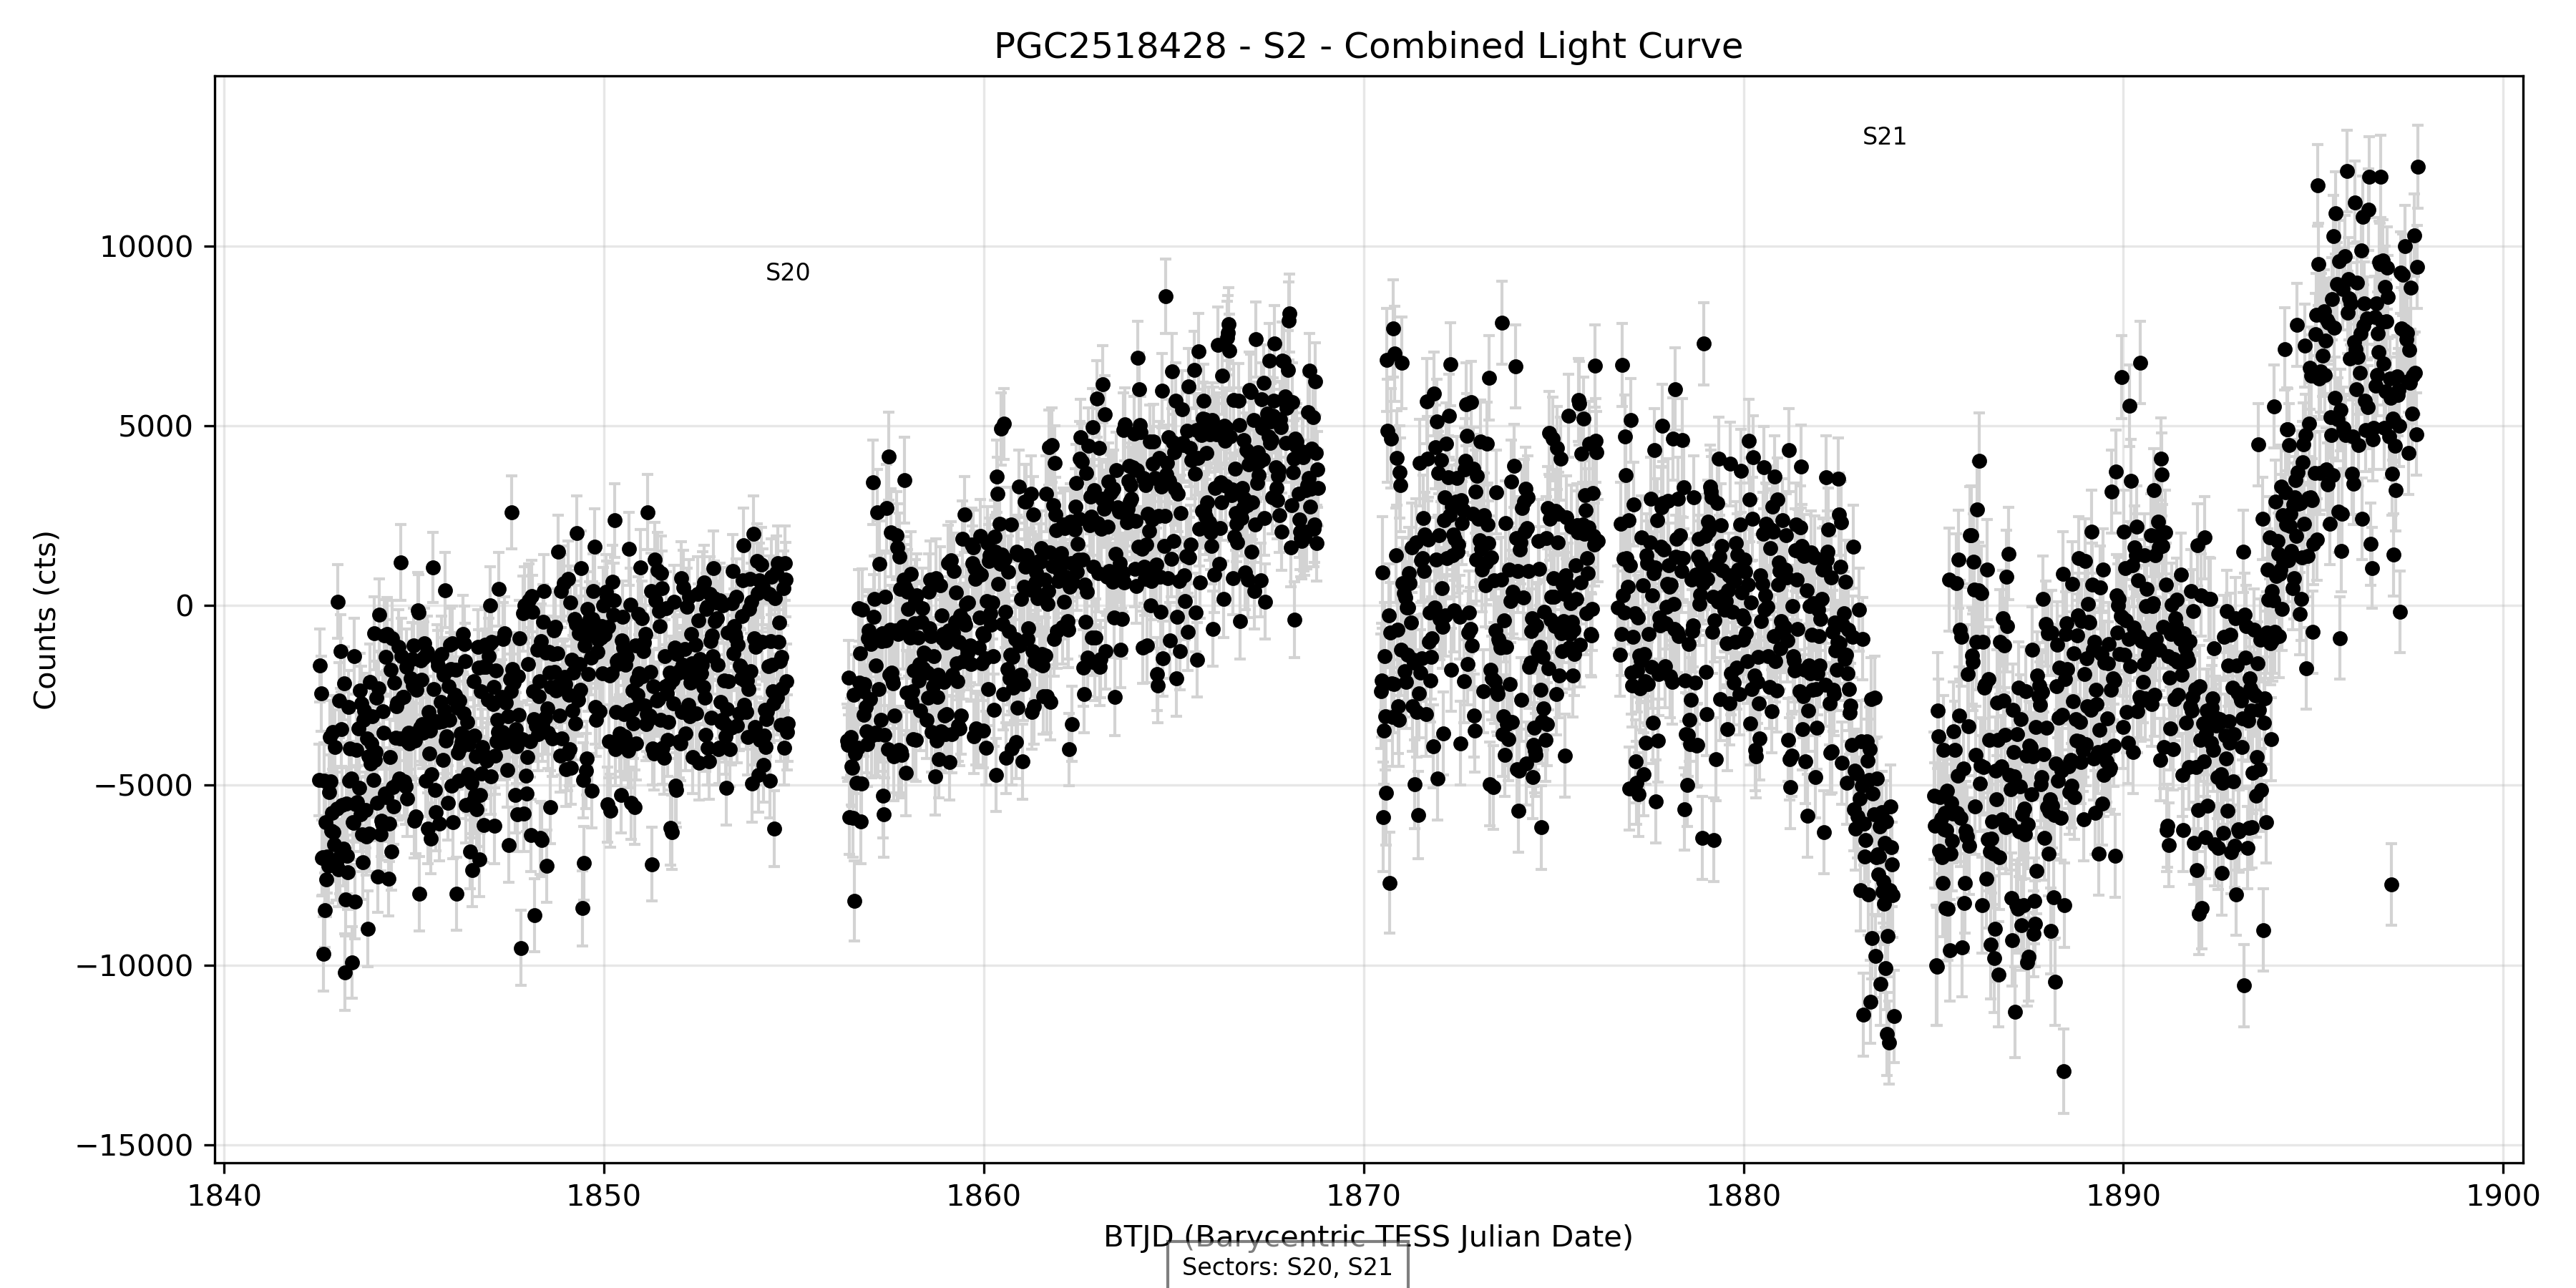 PGC2518428 - S2 - Combined Light Curve
S21
S20
Counts (cts)
10000
5000
0
−5000
−10000
−15000
1840 1850 1860 1870 1880 1890 1900
BTJD (Barycentric TESS Julian Date)
Sectors: S20, S21